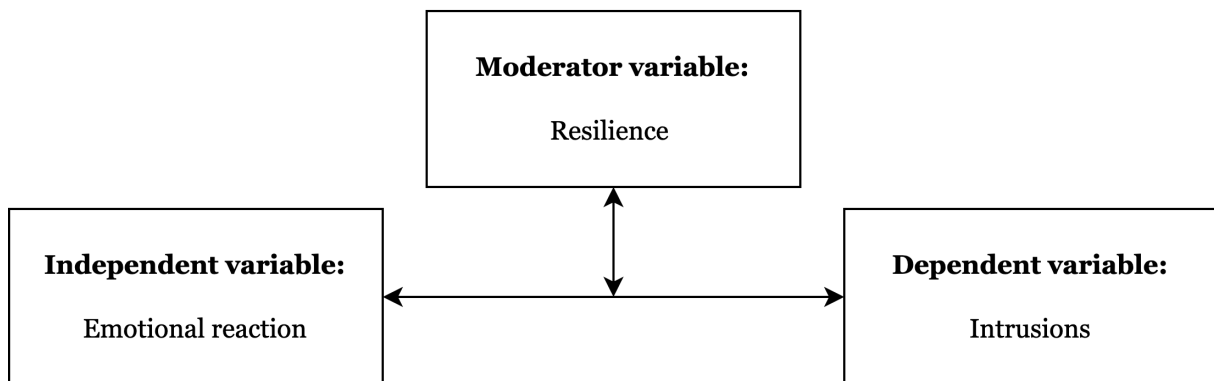 Moderator variable:
Resilience
Independent variable:
Emotional reaction
Dependent variable:
Intrusions